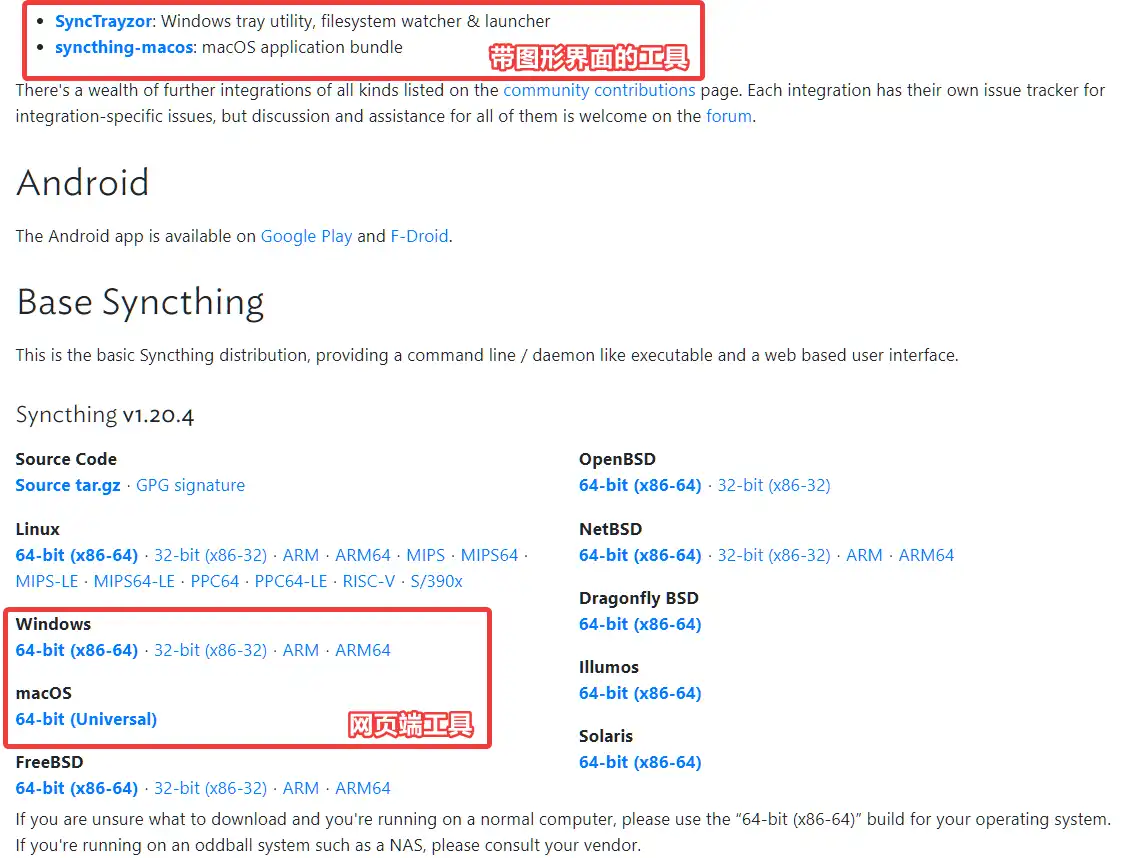 • SyncTrayzor: Windows tray utility, filesystem watcher & launcher
• syncthing-macos: macOS application bundle
带图形界面的工具
There's a wealth of further integrations of all kinds listed on the community contributions page. Each integration has their own issue tracker for
integration-specific issues, but discussion and assistance for all of them is welcome on the forum.
Android
The Android app is available on Google Play and F-Droid.
Base Syncthing
This is the basic Syncthing distribution, providing a command line / daemon like executable and a web based user interface.
Syncthing v1.20.4
Source Code
Source tar.gz · GPG signature
Linux
64-bit (x86-64) · 32-bit (x86-32) · ARM · ARM64 · MIPS · MIPS64 ·
MIPS-LE · MIPS64-LE · PPC64 · PPC64-LE · RISC-V · S/390x
Windows
64-bit (x86-64) · 32-bit (x86-32) · ARM · ARM64
macOS
64-bit (Universal)
网页端工具
FreeBSD
64-bit (x86-64) · 32-bit (x86-32) · ARM · ARM64
OpenBSD
64-bit (x86-64) · 32-bit (x86-32)
NetBSD
64-bit (x86-64) · 32-bit (x86-32) · ARM · ARM64
Dragonfly BSD
64-bit (x86-64)
Illumos
64-bit (x86-64)
Solaris
64-bit (x86-64)
If you are unsure what to download and you're running on a normal computer, please use the “64-bit (x86-64)” build for your operating system.
If you're running on an oddball system such as a NAS, please consult your vendor.